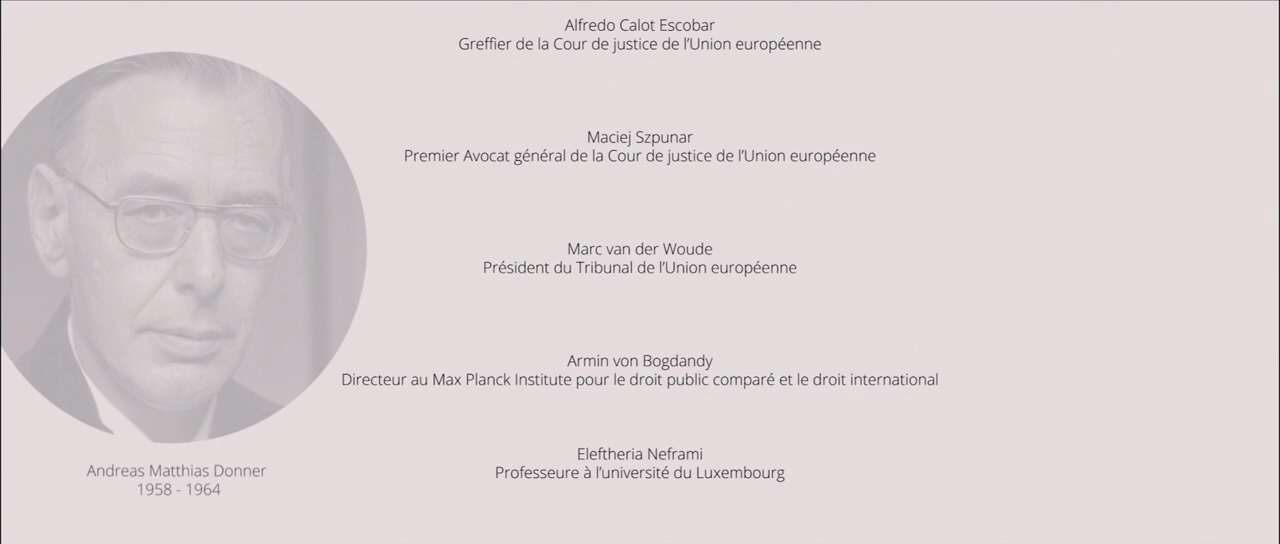 Alfredo Calot Escobar
Greffier de la Cour de justice de l’Union européenne
Maciej Szpunar
Premier Avocat général de la Cour de justice de l’Union européenne
Marc van der Woude
Président du Tribunal de l’Union européenne
Armin von Bogdandy
Directeur au Max Planck Institute pour le droit public comparé et le droit international
Eleftheria Neframi
Professeure à l’université du Luxembourg
Andreas Matthias Donner
1958 - 1964